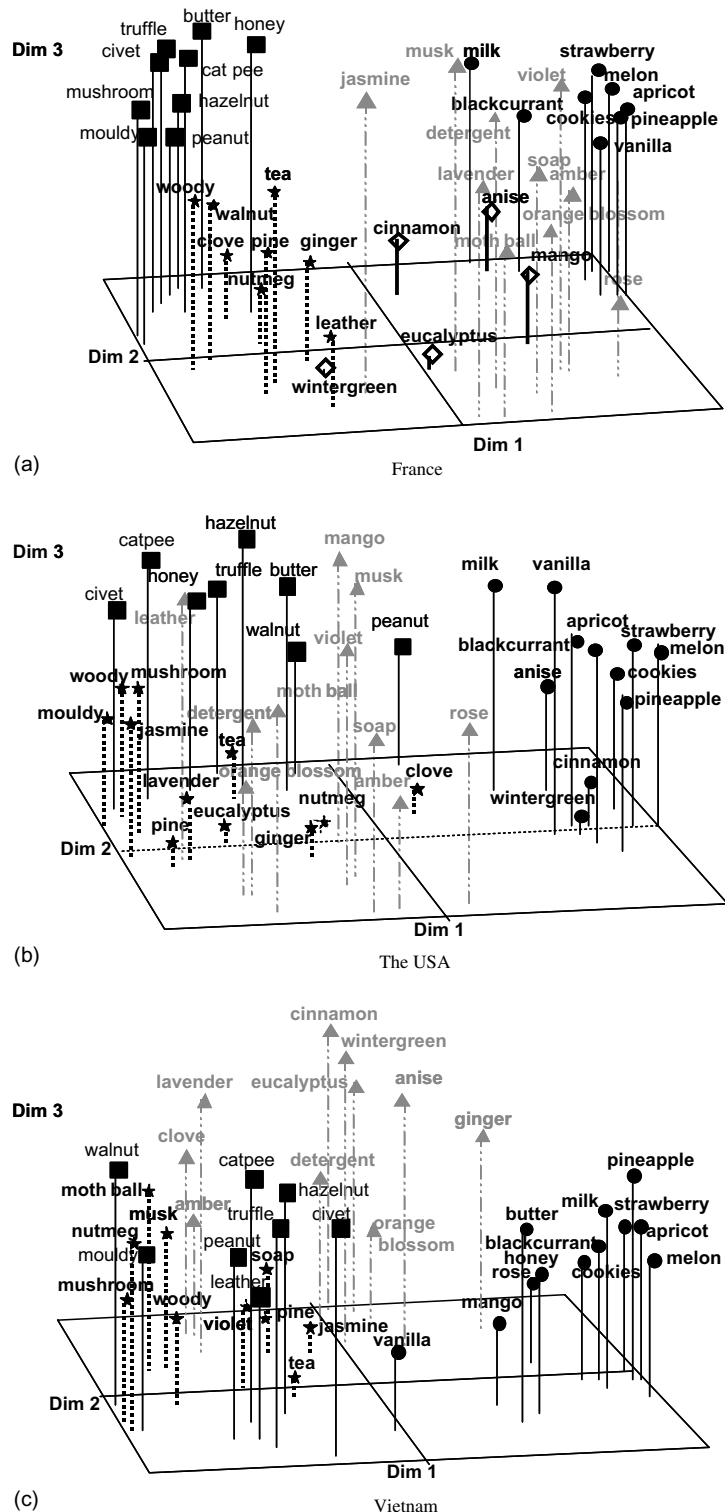 butter
truffle
honey
Dim 3
civet
musk
milk
strawberry
cat pee
violet
melon
jasmine
apricot
mushroom
hazelnut
blackcurrant
cookies
pineapple
mouldy
peanut
detergent
vanilla
tea
soap
woody
lavender
amber
walnut
anise
orange blossom
cinnamon
clove
pine
ginger
moth ball
mango
nutmeg
rose
leather
eucalyptus
Dim 2
wintergreen
Dim 1
(a)
France
hazelnut
catpee
mango
Dim 3
honey
truffle
butter
musk
milk
vanilla
civet
leather
walnut
violet
peanut
apricot
blackcurrant
strawberry
melon
woody
mushroom
anise
cookies
moth ball
pineapple
mouldy
jasmine
detergent
soap
rose
tea
cinnamon
lavender
orange blossom
amber
clove
eucalyptus
nutmeg
wintergreen
pine
ginger
Dim 2
Dim 1
(b)
The USA
cinnamon
wintergreen
lavender
eucalyptus
anise
Dim 3
ginger
clove
walnut
catpee
detergent
pineapple
moth ball
hazelnut
amber
musk
truffle
civet
butter
milk
strawberry
nutmeg
orange
blossom
apricot
mouldy
peanut
soap
blackcurrant
honey
melon
mushroom
leather
rose
cookies
woody
mango
violet
pine
jasmine
vanilla
tea
Dim 2
Dim 1
(c)
Vietnam